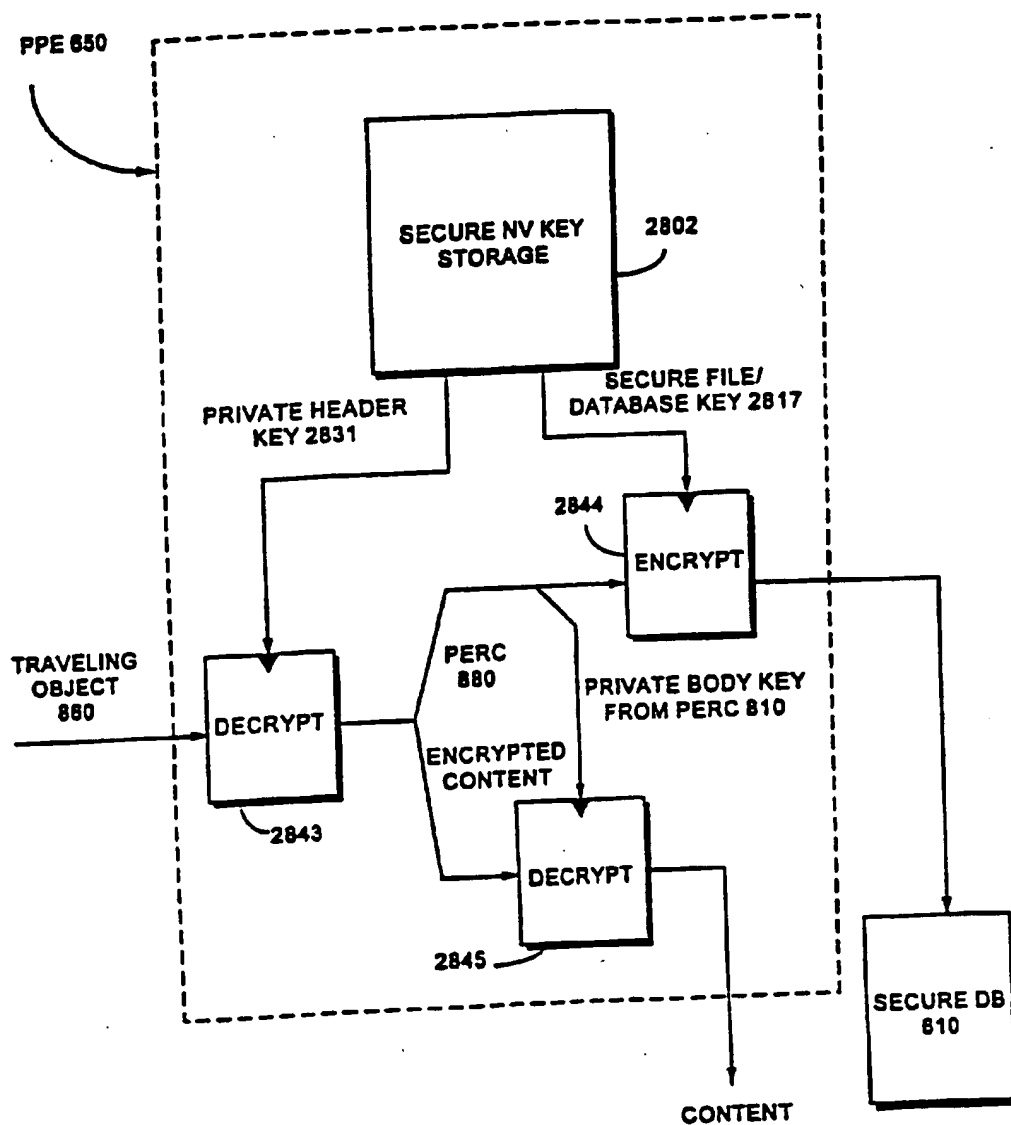 PPE 650
SECURE NV KEY
STORAGE
2802
PRIVATE HEADER
KEY 2831
SECURE FILE/
DATABASE KEY 2817
2844
ENCRYPT
TRAVELING
OBJECT
860
DECRYPT
2843
PERC
880
PRIVATE BODY KEY
FROM PERC 810
ENCRYPTED
CONTENT
DECRYPT
2845
SECURE DB
610
CONTENT